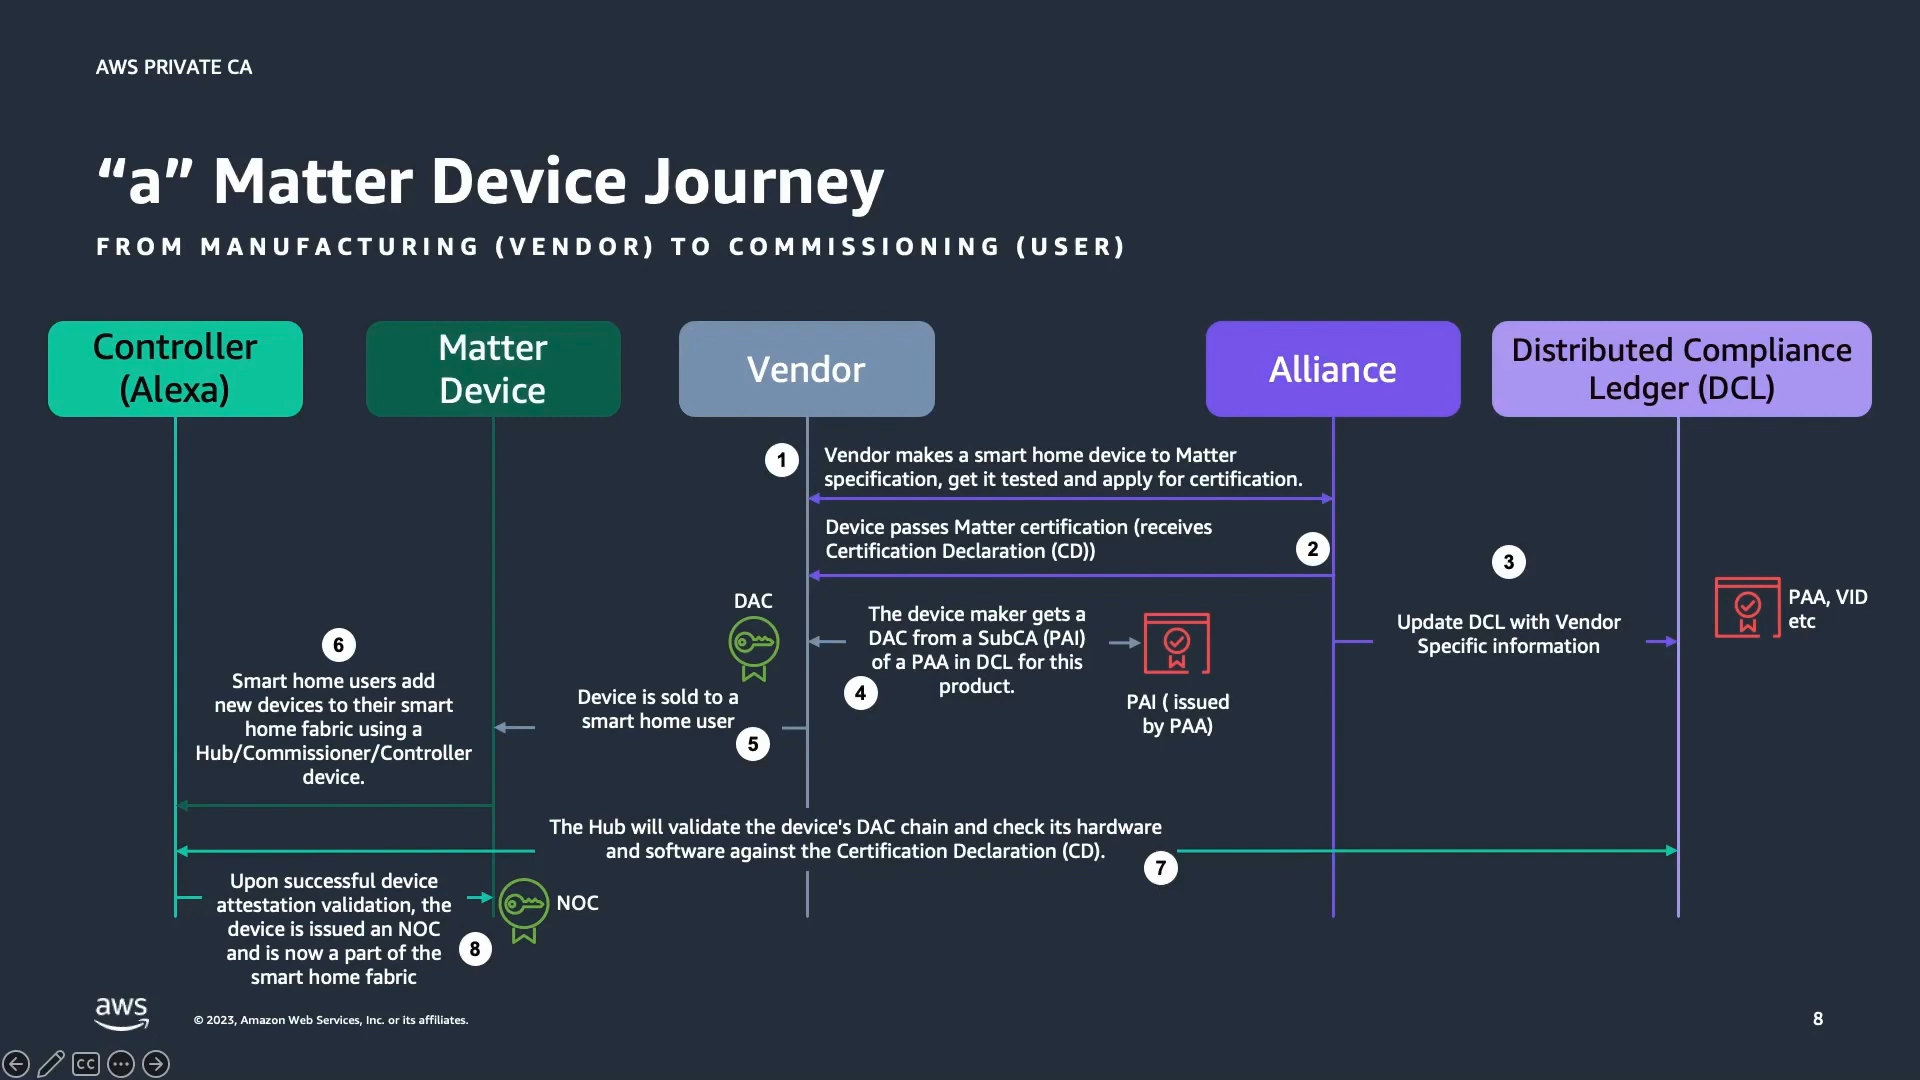 AWS PRIVATE CA
“a” Matter Device Journey
FROM MANUFACTURING (VENDOR) TO COMMISSIONING (USER)
Controller
(Alexa)
Matter
Device
Vendor
Alliance
Distributed Compliance
Ledger (DCL)
1
Vendor makes a smart home device to Matter
specification, get it tested and apply for certification.
Device passes Matter certification (receives
Certification Declaration (CD))
2
3
Update DCL with Vendor
Specific information
PAA, VID
etc
DAC
The device maker gets a
DAC from a SubCA (PAI)
of a PAA in DCL for this
product.
4
PAI ( issued
by PAA)
Device is sold to a
smart home user
5
6
Smart home users add
new devices to their smart
home fabric using a
Hub/Commissioner/Controller
device.
The Hub will validate the device's DAC chain and check its hardware
and software against the Certification Declaration (CD).
7
Upon successful device
attestation validation, the
device is issued an NOC
and is now a part of the
smart home fabric
8
NOC
aws
© 2023, Amazon Web Services, Inc. or its affiliates.
8
CC